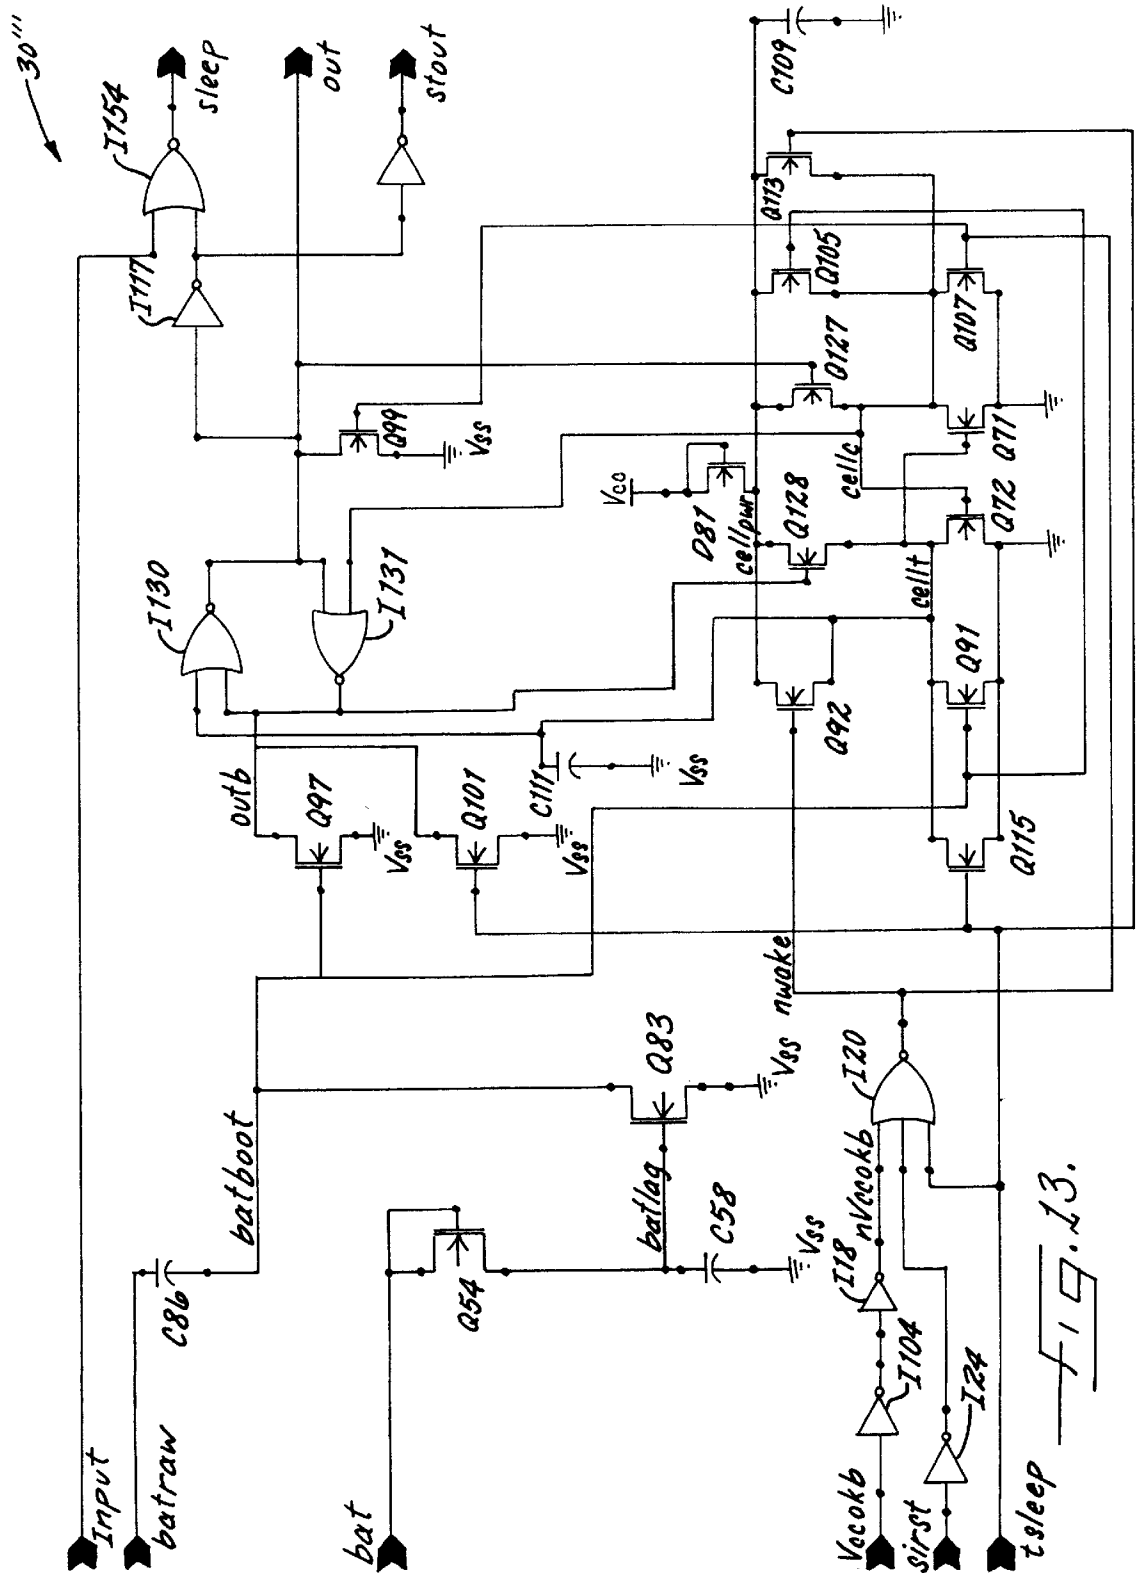 30'''
sleep
out
stout
I154
I117
Q99
Vss
I130
I131
outb
Q97
Vss
Q101
Vss
C111
Vss
batboot
C86
Input
batraw
bat
Q54
batlag
C58
Vss
Q83
Vss
C109
Q113
Q105
Q107
Q127
Vcc
D81
cellpwr
Q128
cellc
Q71
Q72
cellt
Q91
Q92
Q115
nwake
I20
nVccokb
I18
I104
I24
Vccokb
sirst
tsleep
Fig. 13.